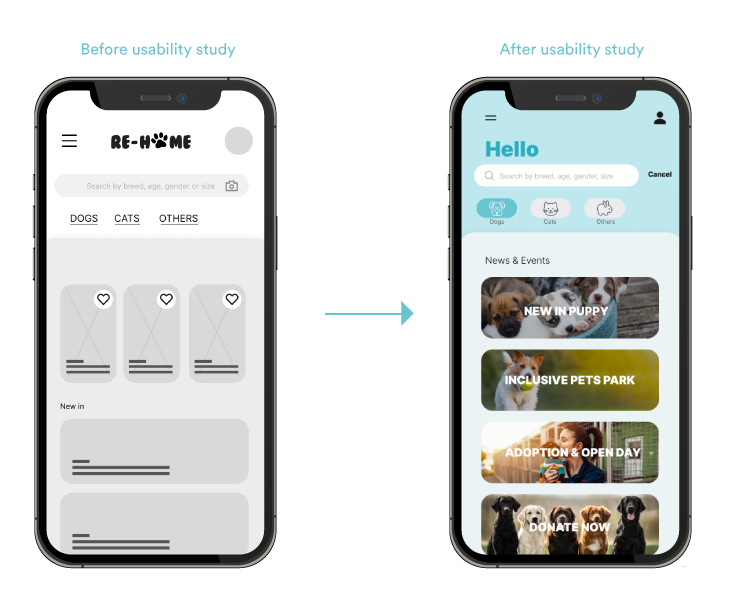 Before usability study
After usability study
RE-HOME
Search by breed, age, gender or size
DOGS CATS OTHERS
New in
Hello
Search by breed, age, gender, size
Cancel
Dogs Cats Others
News & Events
NEW IN PUPPY
INCLUSIVE PETS PARK
ADOPTION & OPEN DAY
DONATE NOW